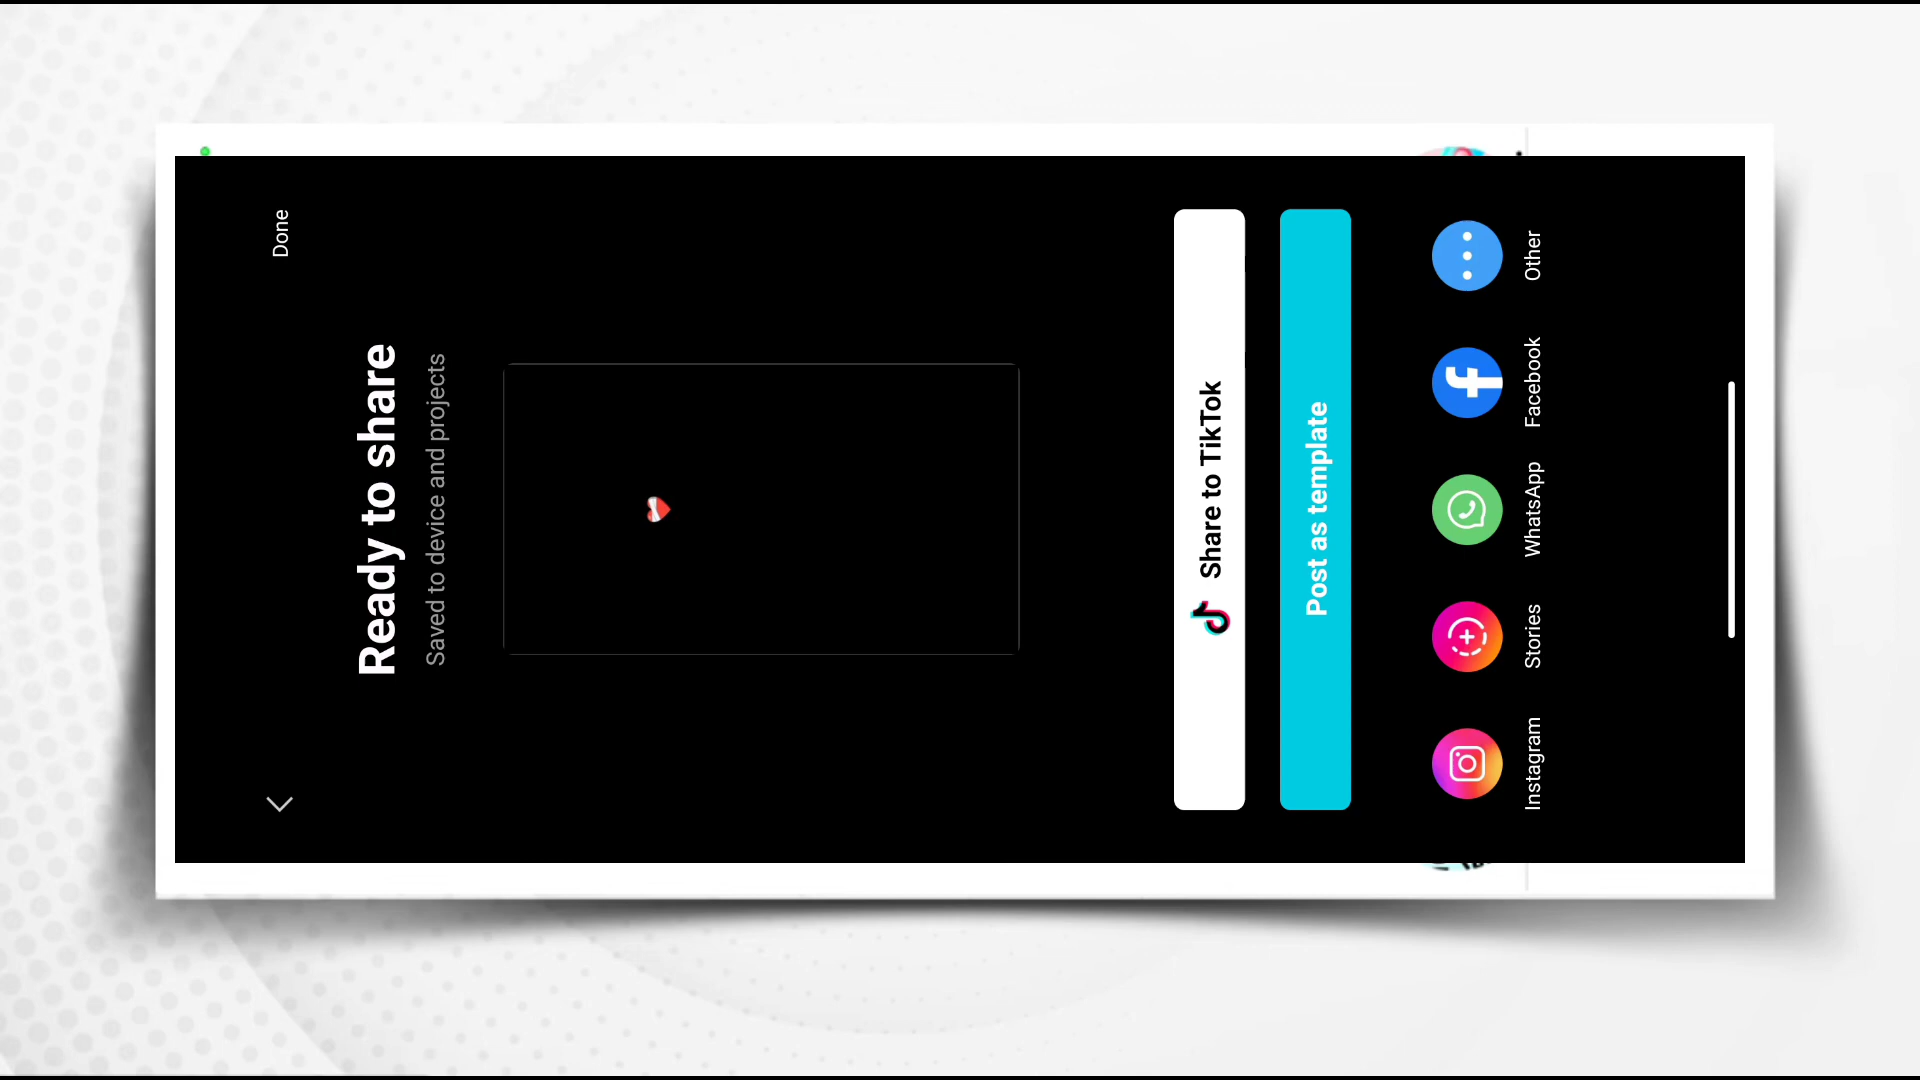 Done
Ready to share
Saved to device and projects
Share to TikTok
Post as template
Instagram
Stories
WhatsApp
Facebook
Other